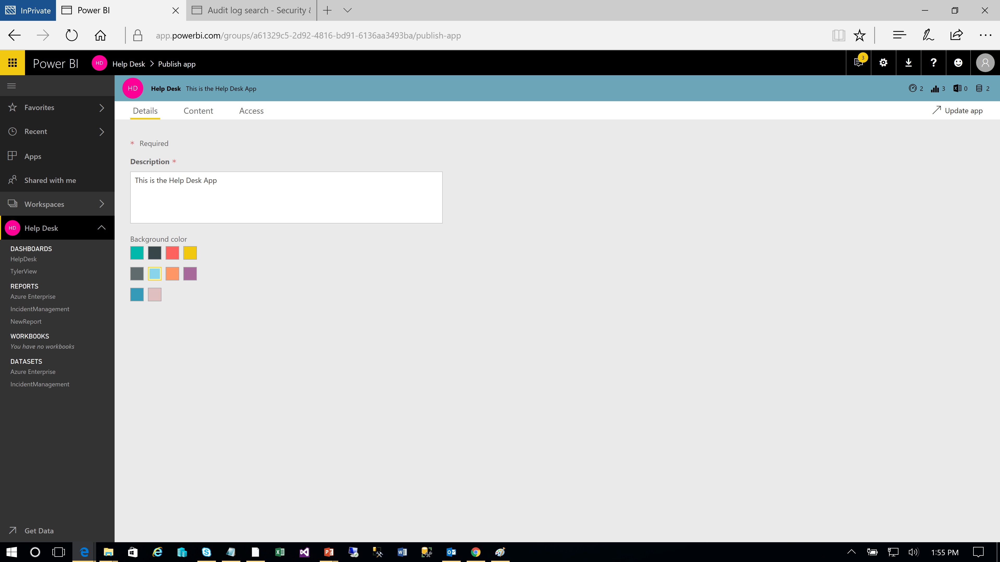 InPrivate
Power BI
Audit log search - Security &
app.powerbi.com/groups/a61329c5-2d92-4816-bd91-6136aa3493ba/publish-app
Power BI
HD
Help Desk
Publish app
3
?
HD
Help Desk This is the Help Desk App
2
3
0
2
Details
Content
Access
Update app
Favorites
Recent
Apps
Shared with me
Workspaces
HD
Help Desk
DASHBOARDS
HelpDesk
TylerView
REPORTS
Azure Enterprise
IncidentManagement
NewReport
WORKBOOKS
You have no workbooks
DATASETS
Azure Enterprise
IncidentManagement
Get Data
* Required
Description *
This is the Help Desk App
Background color
1:55 PM